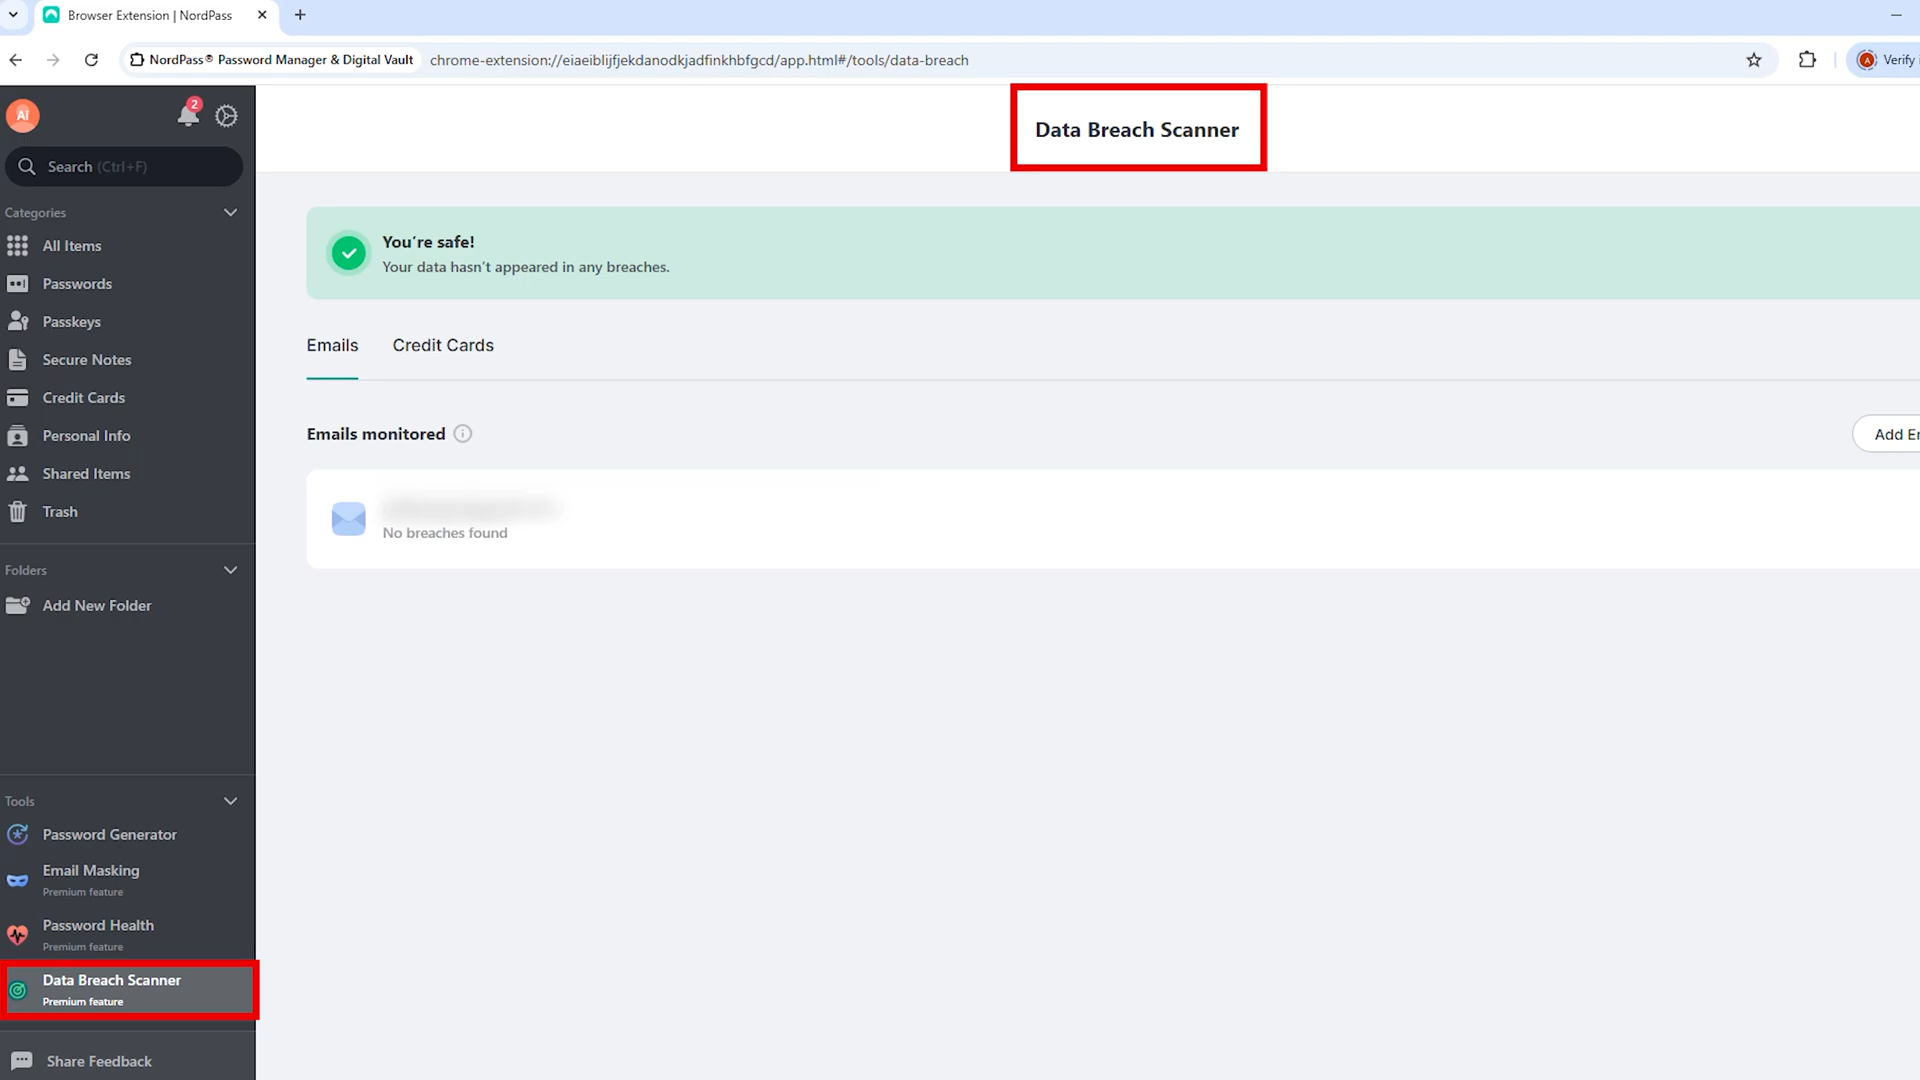 Browser Extension | NordPass
NordPass® Password Manager & Digital Vault
chrome-extension://eiaeiblijfjekdanodkjadfinkhbfgcd/app.html#/tools/data-breach
A
Verify
AI
2
Search (Ctrl+F)
Categories
All Items
Passwords
Passkeys
Secure Notes
Credit Cards
Personal Info
Shared Items
Trash
Folders
Add New Folder
Tools
Password Generator
Email Masking
Premium feature
Password Health
Premium feature
Data Breach Scanner
Premium feature
Share Feedback
Data Breach Scanner
You're safe!
Your data hasn't appeared in any breaches.
Emails
Credit Cards
Emails monitored
Add
No breaches found